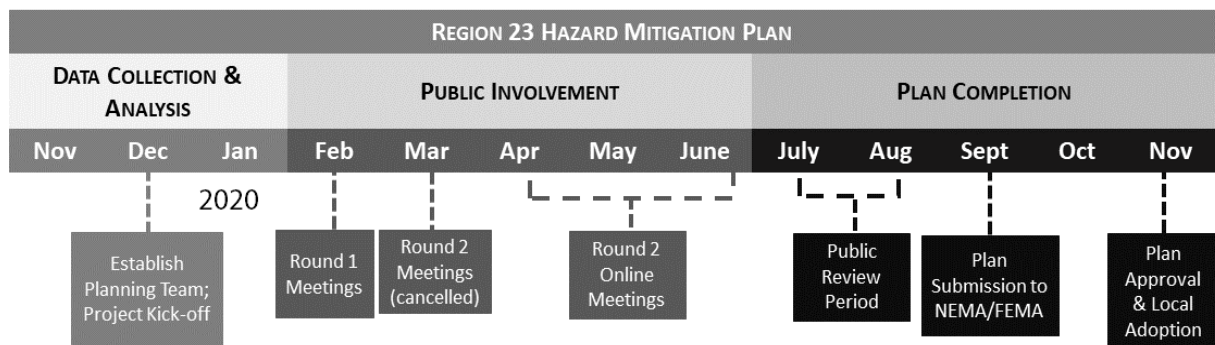 REGION 23 HAZARD MITIGATION PLAN
DATA COLLECTION &
ANALYSIS
PUBLIC INVOLVEMENT
PLAN COMPLETION
Nov Dec Jan Feb Mar Apr May June July Aug Sept Oct Nov
2020
Establish
Planning Team;
Project Kick-off
Round 1
Meetings
Round 2
Meetings
(cancelled)
Round 2
Online
Meetings
Public
Review
Period
Plan
Submission to
NEMA/FEMA
Plan
Approval
& Local
Adoption